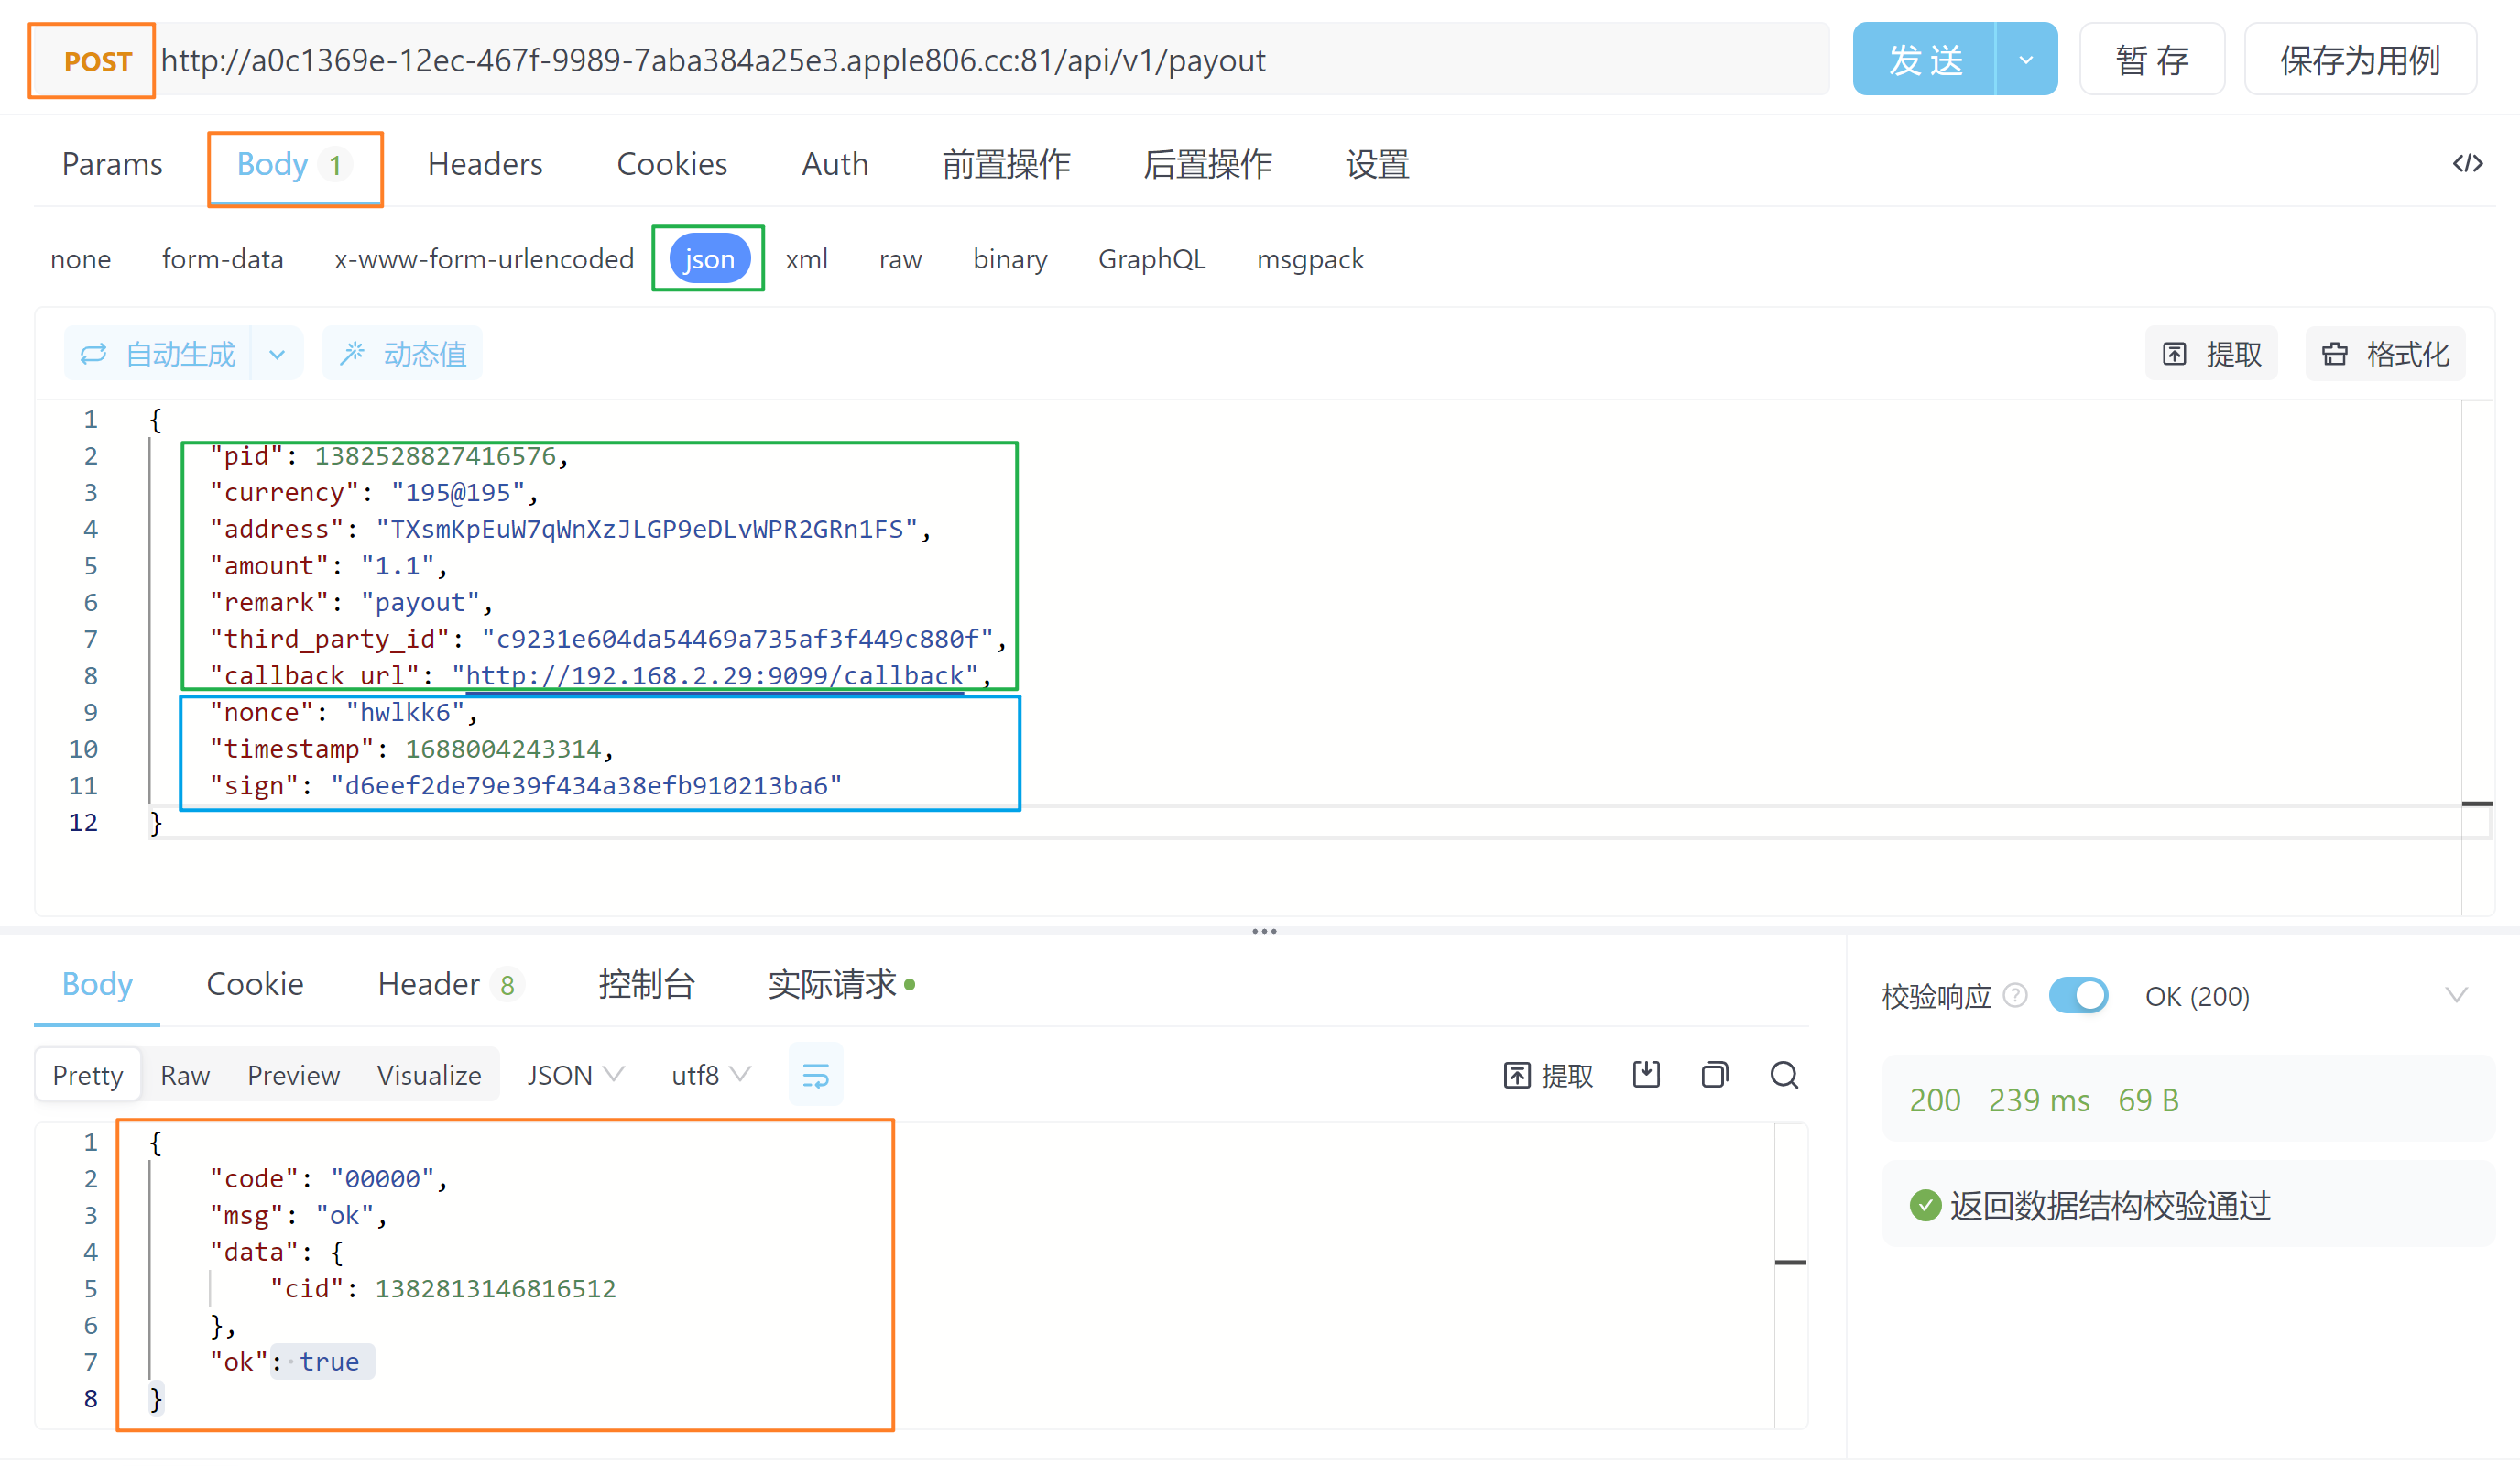 POST http://a0c1369e-12ec-467f-9989-7aba384a25e3.apple806.cc:81/api/v1/payout 发送 暂存 保存为用例
Params Body 1 Headers Cookies Auth 前置操作 后置操作 设置 </>
none form-data x-www-form-urlencoded json xml raw binary GraphQL msgpack
自动生成 动态值 提取 格式化
1 {
2 "pid": 1382528827416576,
3 "currency": "195@195",
4 "address": "TXsmKpEuW7qWnXzJLGP9eDLvWPR2GRn1FS",
5 "amount": "1.1",
6 "remark": "payout",
7 "third_party_id": "c9231e604da54469a735af3f449c880f",
8 "callback_url": "http://192.168.2.29:9099/callback",
9 "nonce": "hwlkk6",
10 "timestamp": 1688004243314,
11 "sign": "d6eef2de79e39f434a38efb910213ba6"
12 }
Body Cookie Header 8 控制台 实际请求
校验响应 OK (200)
Pretty Raw Preview Visualize JSON utf8 提取
200 239 ms 69 B
返回数据结构校验通过
1 {
2 "code": "00000",
3 "msg": "ok",
4 "data": {
5 "cid": 1382813146816512
6 },
7 "ok": true
8 }